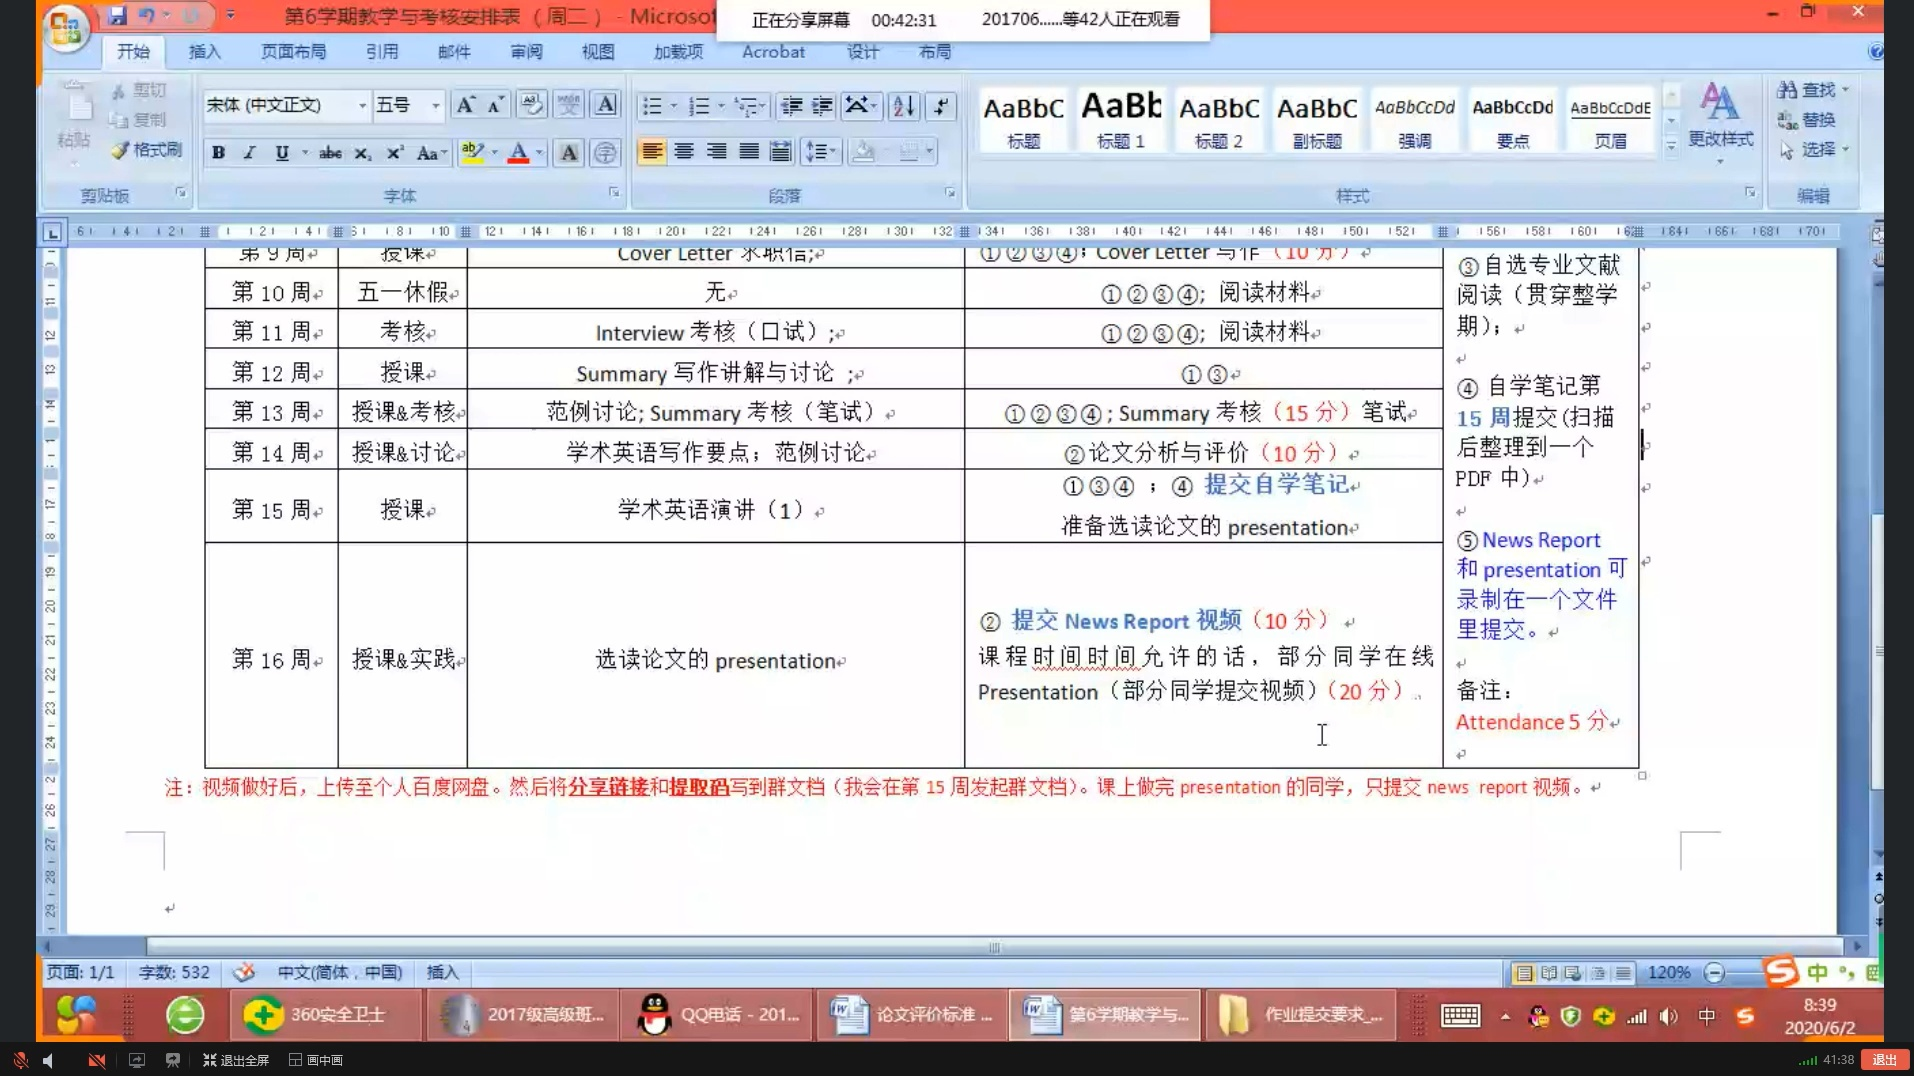 第6学期教学与考核安排表（周二） - Microsof
正在分享屏幕 00:42:31 201706......等42人正在观看
开始 插入 页面布局 引用 邮件 审阅 视图 加载项 Acrobat 设计 布局
粘贴 剪切 复制 格式刷
宋体 (中文正文) 五号
AaBbC AaBb AaBbC AaBbC AaBbCcDd AaBbCcDd AaBbCcDdE
标题 标题 1 标题 2 副标题 强调 要点 页眉
更改样式
查找
替换
选择
剪贴板 字体 段落 样式 编辑
第 9 周 授课 Cover Letter 求职信; ①②③④; Cover Letter 写作（10 分）
第 10 周 五一休假 无 ①②③④; 阅读材料
第 11 周 考核 Interview 考核（口试）; ①②③④; 阅读材料
第 12 周 授课 Summary 写作讲解与讨论 ; ①③
第 13 周 授课&考核 范例讨论; Summary 考核（笔试） ①②③④; Summary 考核（15 分）笔试
第 14 周 授课&讨论 学术英语写作要点；范例讨论 ②论文分析与评价（10 分）
第 15 周 授课 学术英语演讲（1） ①③④ ；④ 提交自学笔记
准备选读论文的 presentation
第 16 周 授课&实践 选读论文的 presentation
② 提交 News Report 视频（10 分）
课程时间时间允许的话，部分同学在线
Presentation（部分同学提交视频）（20 分）.
③自选专业文献
阅读（贯穿整学
期）;
④ 自学笔记第
15 周提交(扫描
后整理到一个
PDF 中)
⑤News Report
和 presentation 可
录制在一个文件
里提交。
备注：
Attendance 5 分
注：视频做好后，上传至个人百度网盘。然后将分享链接和提取码写到群文档（我会在第 15 周发起群文档）。课上做完 presentation 的同学，只提交 news report 视频。
页面: 1/1 字数: 532 中文(简体，中国) 插入 120% 中
360安全卫士 2017级高级班... QQ电话 - 201... 论文评价标准 ... 第6学期教学与... 作业提交要求_... 中 8:39
2020/6/2
退出全屏 画中画 41:38 退出